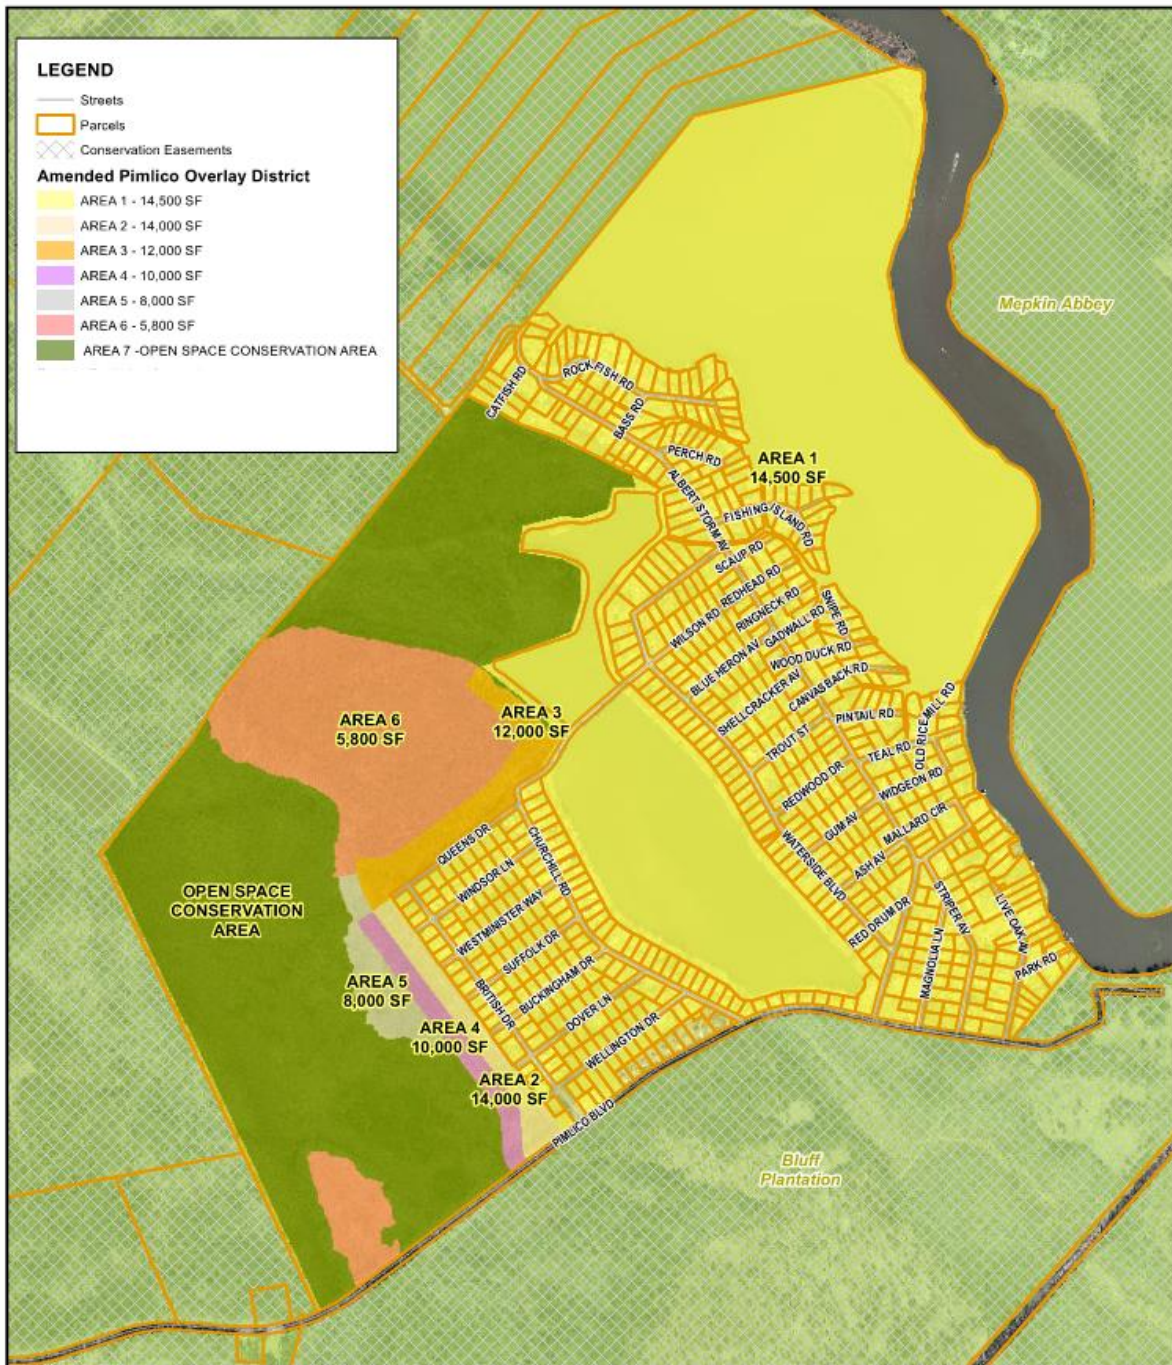 LEGEND
Streets
Parcels
Conservation Easements
Amended Pimlico Overlay District
AREA 1 - 14,500 SF
AREA 2 - 14,000 SF
AREA 3 - 12,000 SF
AREA 4 - 10,000 SF
AREA 5 - 8,000 SF
AREA 6 - 5,800 SF
AREA 7 -OPEN SPACE CONSERVATION AREA
Mepkin Abbey
CATFISH RD
ROCK FISH RD
BASS RD
PERCH RD
AREA 1
14,500 SF
ALBERT STORM AV
FISHING ISLAND RD
SCAUP RD
REDHEAD RD
WILSON RD
RINGNECK RD
SNIPE RD
GADWALL RD
BLUE HERON AV
WOOD DUCK RD
SHELLCRACKER AV
CANVASBACK RD
TROUT ST
PINTAIL RD
OLD RICE MILL RD
TEAL RD
REDWOOD DR
WIDGEON RD
GUM AV
MALLARD CIR
WATERSIDE BLVD
ASH AV
RED DRUM DR
STRIPER AV
MAGNOLIA LN
LIVE OAK AV
PARK RD
AREA 6
5,800 SF
AREA 3
12,000 SF
QUEENS DR
CHURCHILL RD
WINDSOR LN
WESTMINISTER WAY
SUFFOLK DR
BUCKINGHAM DR
BRITISH DR
DOVER LN
WELLINGTON DR
OPEN SPACE
CONSERVATION
AREA
AREA 5
8,000 SF
AREA 4
10,000 SF
AREA 2
14,000 SF
PIMLICO BLVD
Bluff
Plantation